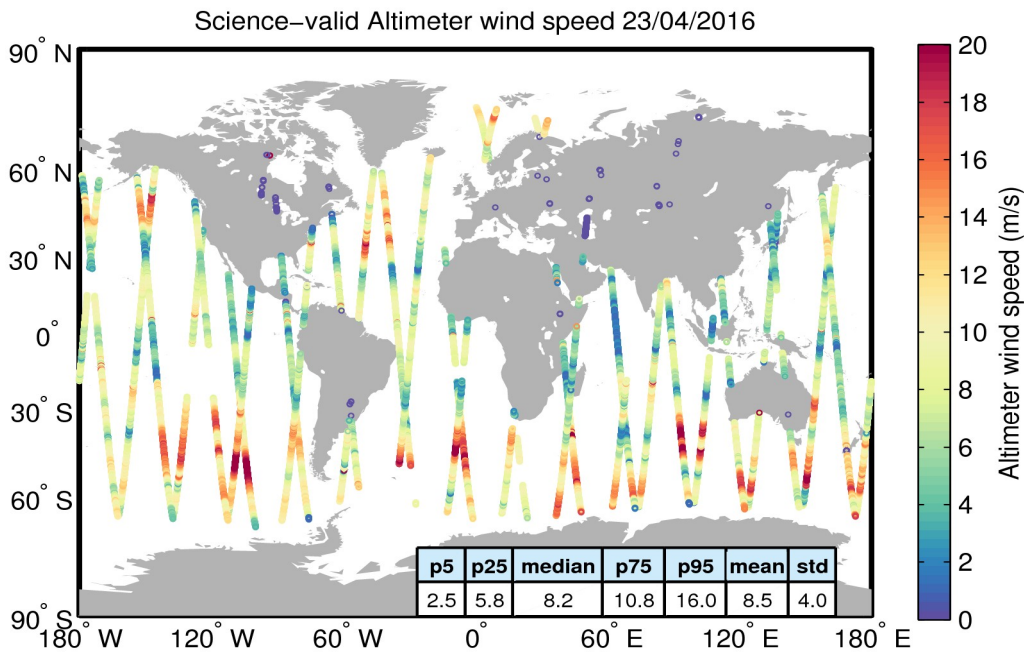 Science−valid Altimeter wind speed 23/04/2016
90° N
60° N
30° N
0°
30° S
60° S
90° S
180° W
120° W
60° W
0°
60° E
120° E
180° E
p5 p25 median p75 p95 mean std
2.5 5.8 8.2 10.8 16.0 8.5 4.0
20
18
16
14
12
10
8
6
4
2
0
Altimeter wind speed (m/s)